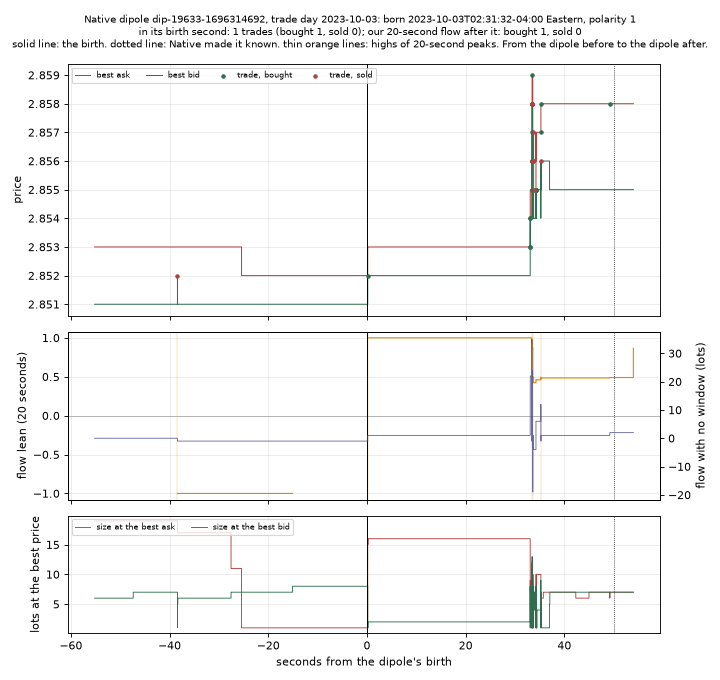 Native dipole dip-19633-1696314692, trade day 2023-10-03: born 2023-10-03T02:31:32-04:00 Eastern, polarity 1
in its birth second: 1 trades (bought 1, sold 0); our 20-second flow after it: bought 1, sold 0
solid line: the birth. dotted line: Native made it known. thin orange lines: highs of 20-second peaks. From the dipole before to the dipole after.
best ask
best bid
trade, bought
trade, sold
2.859
2.858
2.857
2.856
2.855
2.854
2.853
2.852
2.851
price
1.0
0.5
0.0
−0.5
−1.0
flow lean (20 seconds)
30
20
10
0
−10
−20
flow with no window (lots)
size at the best ask
size at the best bid
15
10
5
lots at the best price
−60
−40
−20
0
20
40
seconds from the dipole's birth